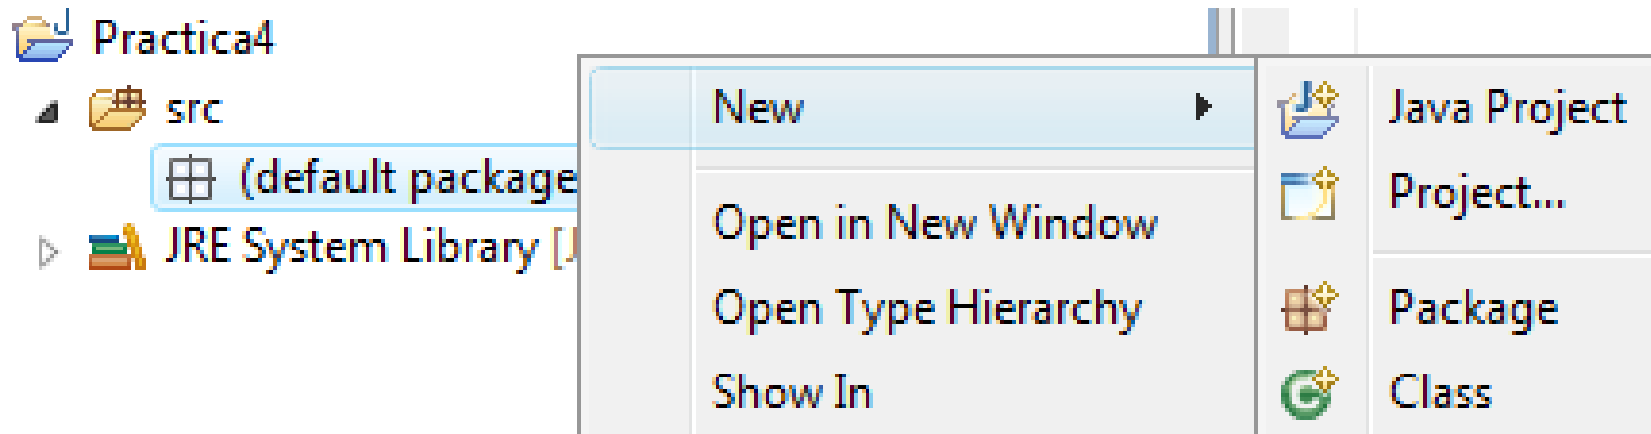 Practica4
src
(default package
JRE System Library [J
New
Open in New Window
Open Type Hierarchy
Show In
Java Project
Project...
Package
Class